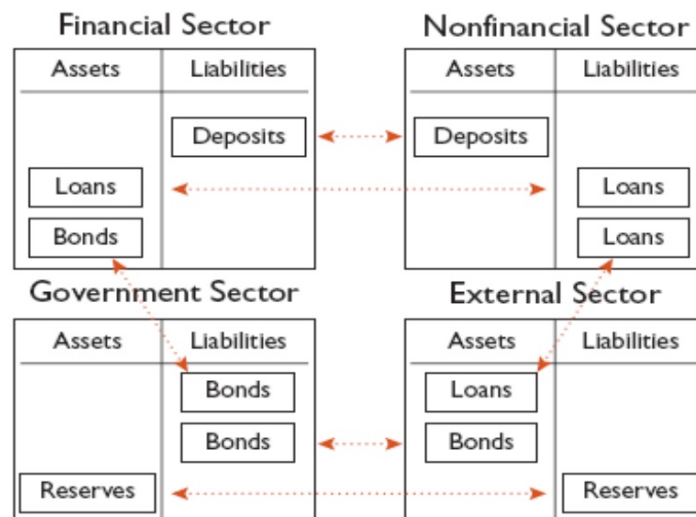 Financial Sector
Nonfinancial Sector
Assets
Liabilities
Assets
Liabilities
Deposits
Deposits
Loans
Loans
Bonds
Loans
Government Sector
External Sector
Assets
Liabilities
Assets
Liabilities
Bonds
Loans
Bonds
Bonds
Reserves
Reserves